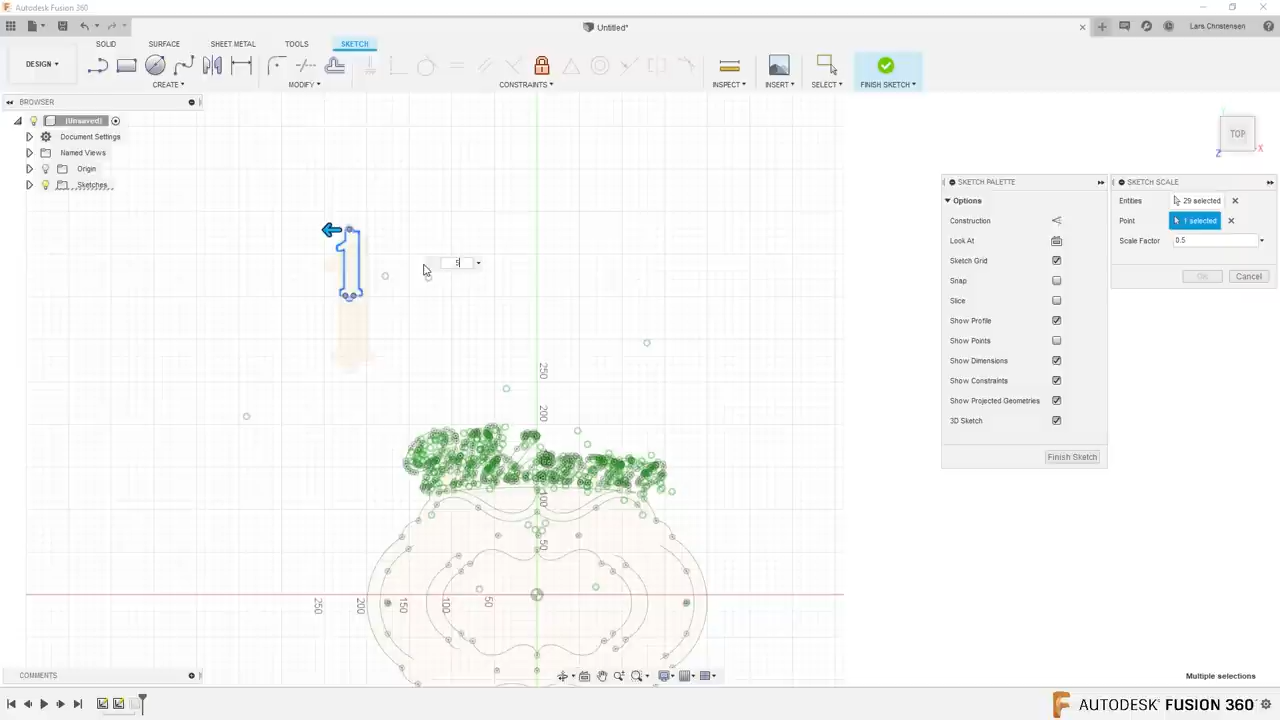 Autodesk Fusion 360
Untitled*
Lars Christensen
SOLID SURFACE SHEET METAL TOOLS SKETCH
DESIGN
CREATE MODIFY CONSTRAINTS INSPECT INSERT SELECT FINISH SKETCH
BROWSER
(Unsaved)
Document Settings
Named Views
Origin
Sketches
TOP
Y
X
Z
SKETCH PALETTE
Options
Construction
Look At
Sketch Grid
Snap
Slice
Show Profile
Show Points
Show Dimensions
Show Constraints
Show Projected Geometries
3D Sketch
Finish Sketch
SKETCH SCALE
Entities 29 selected
Point 1 selected
Scale Factor 0.5
OK Cancel
1
250
200
100
50
250 200 150 100 50
COMMENTS
Multiple selections
AUTODESK® FUSION 360°